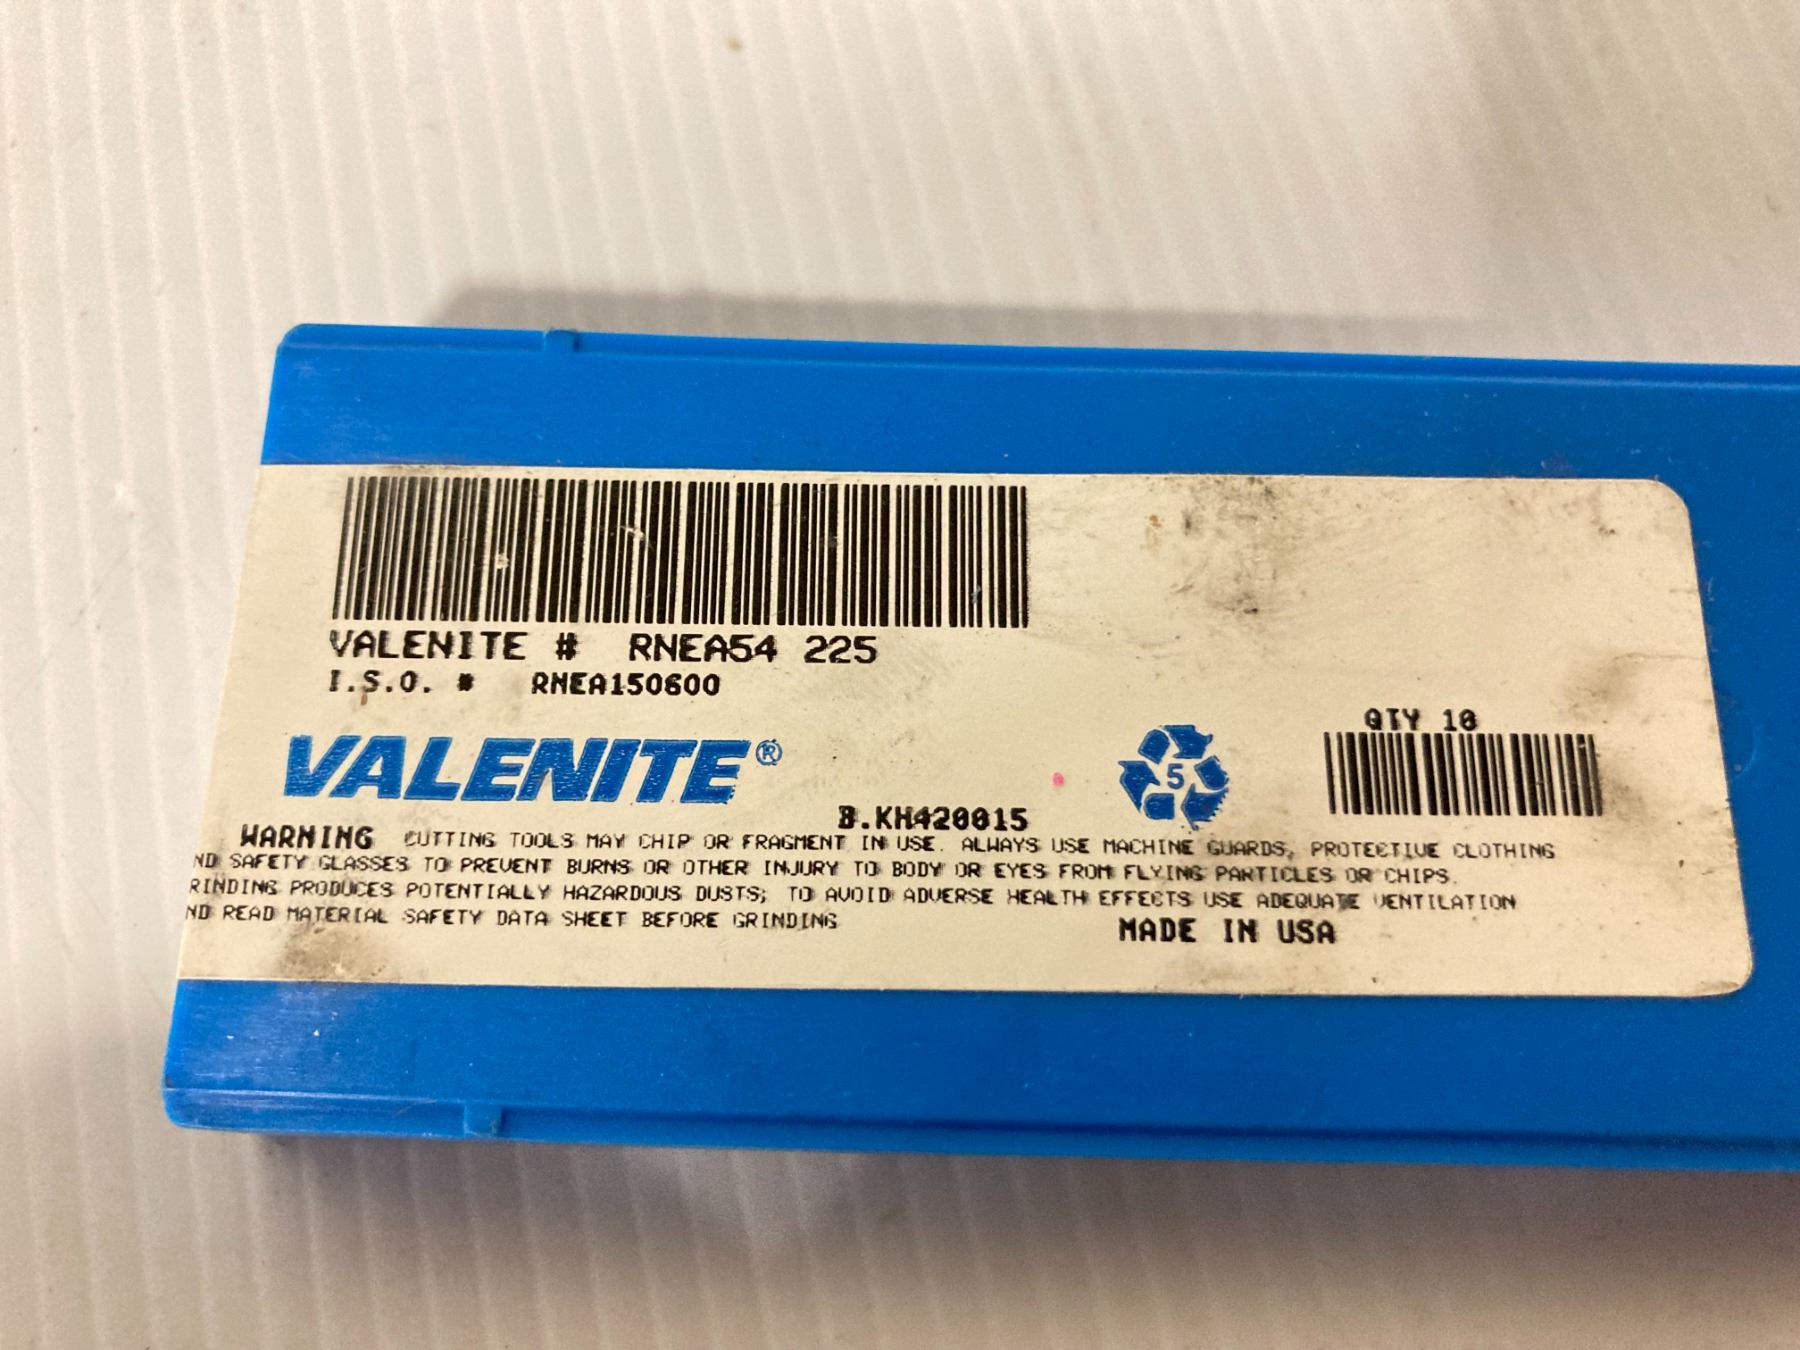 VALENITE # RNEA54 225
I.S.O. # RNEA150600
QTY 10
VALENITE®
5
B.KH420015
WARNING CUTTING TOOLS MAY CHIP OR FRAGMENT IN USE. ALWAYS USE MACHINE GUARDS, PROTECTIVE CLOTHING
ND SAFETY GLASSES TO PREVENT BURNS OR OTHER INJURY TO BODY OR EYES FROM FLYING PARTICLES OR CHIPS.
RINDING PRODUCES POTENTIALLY HAZARDOUS DUSTS; TO AVOID ADVERSE HEALTH EFFECTS USE ADEQUATE VENTILATION
ND READ MATERIAL SAFETY DATA SHEET BEFORE GRINDING
MADE IN USA